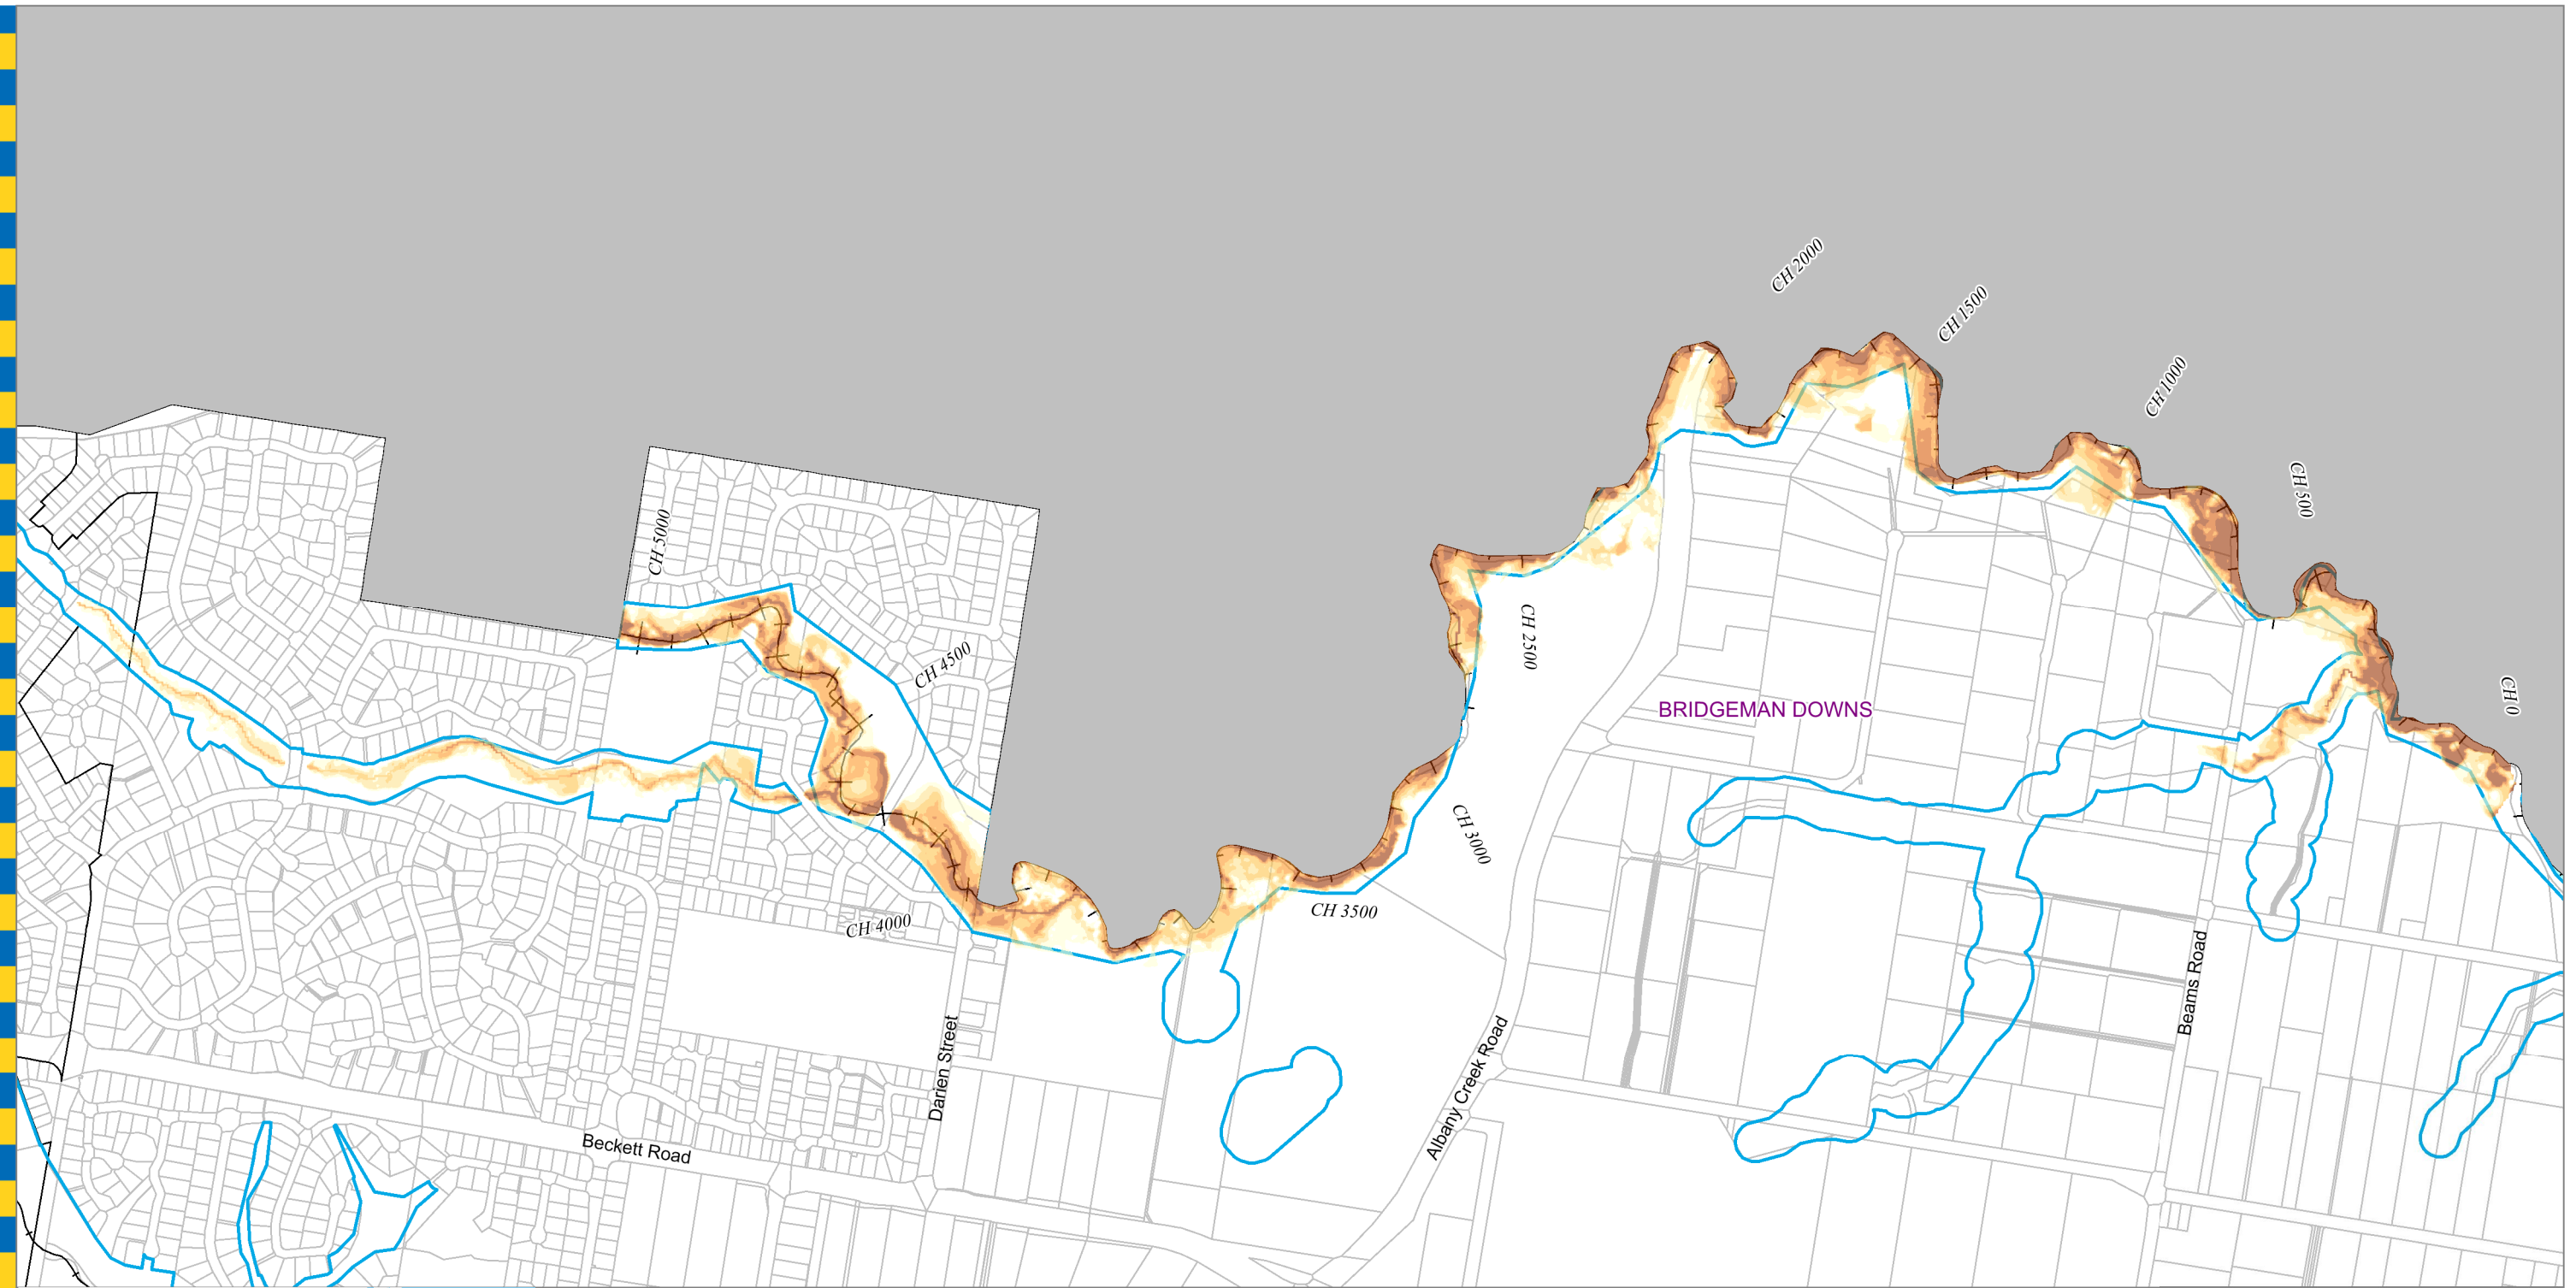 CH 2000
CH 1500
CH 1000
CH 500
CH 5000
CH 4500
CH 2500
CH 0
BRIDGEMAN DOWNS
CH 3000
CH 3500
CH 4000
Beams Road
Darien Street
Albany Creek Road
Beckett Road